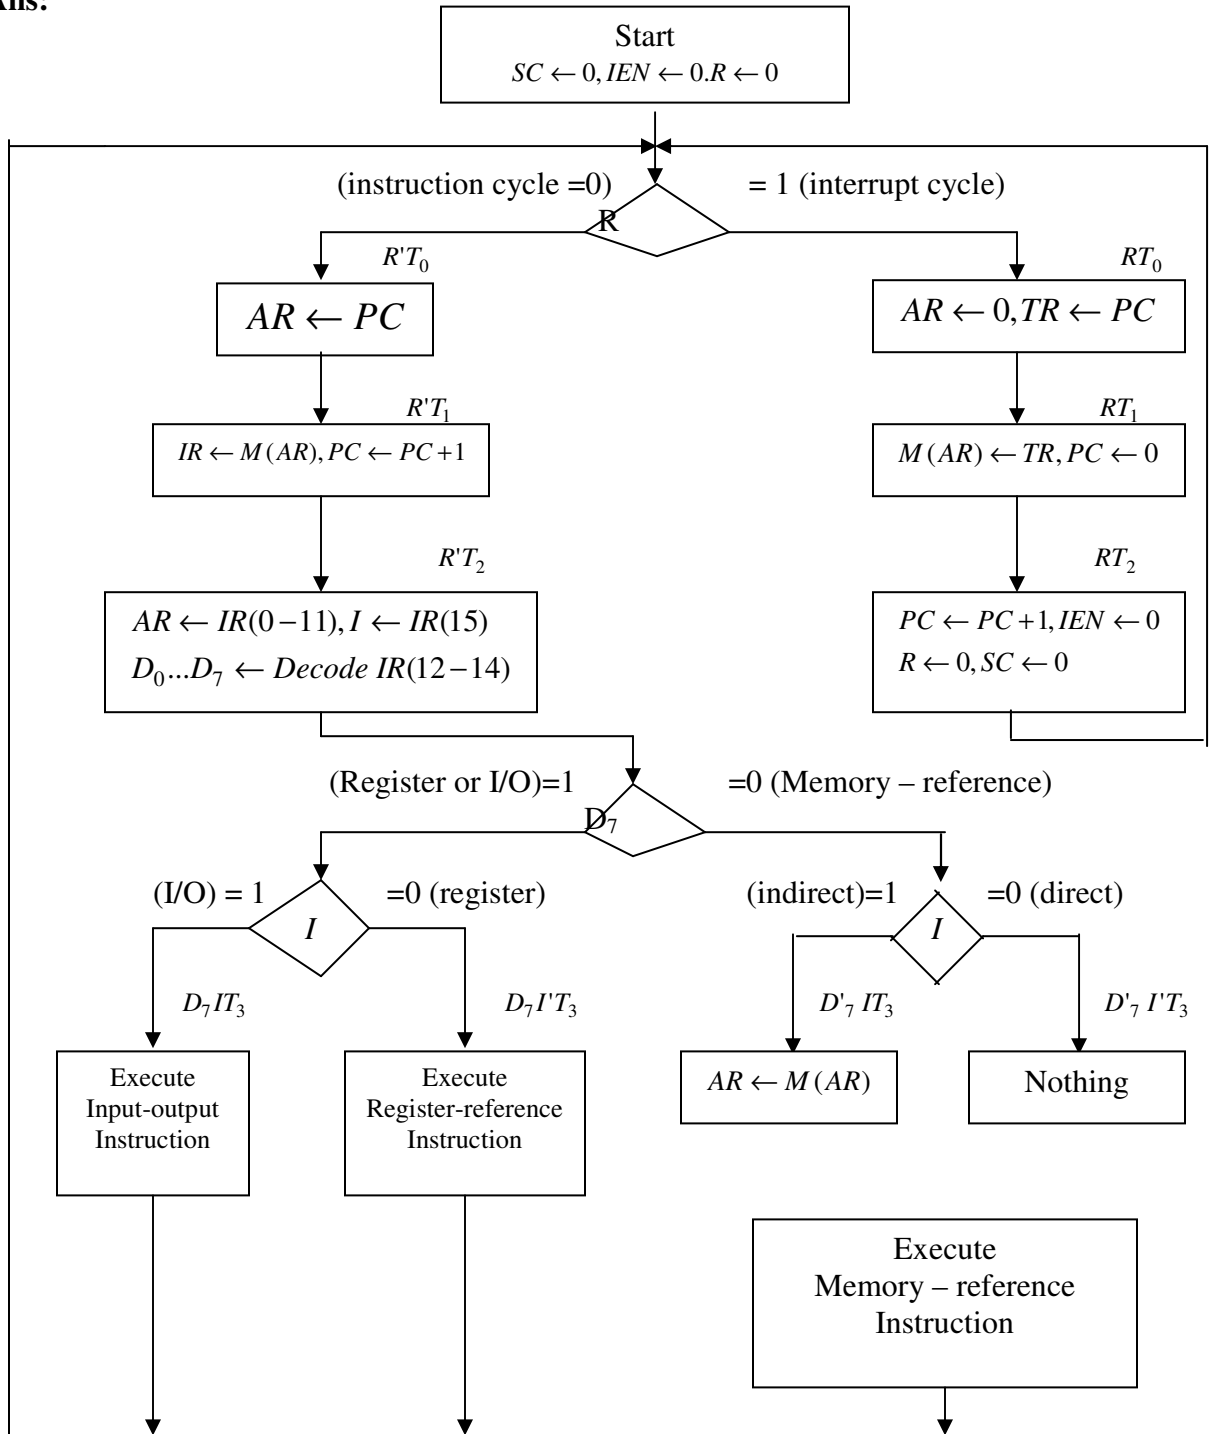 Ans:
Start
SC ← 0, IEN ← 0.R ← 0
(instruction cycle =0)
= 1 (interrupt cycle)
R
R'T₀
RT₀
AR ← PC
AR ← 0, TR ← PC
R'T₁
RT₁
IR ← M (AR), PC ← PC +1
M (AR) ← TR, PC ← 0
R'T₂
RT₂
AR ← IR(0 – 11), I ← IR(15)
D₀...D₇ ← Decode IR(12 – 14)
PC ← PC +1, IEN ← 0
R ← 0, SC ← 0
(Register or I/O)=1
=0 (Memory – reference)
D₇
(I/O) = 1
=0 (register)
(indirect)=1
=0 (direct)
I
I
D₇ IT₃
D₇ I'T₃
D'₇ IT₃
D'₇ I'T₃
Execute
Input-output
Instruction
Execute
Register-reference
Instruction
AR ← M (AR)
Nothing
Execute
Memory – reference
Instruction